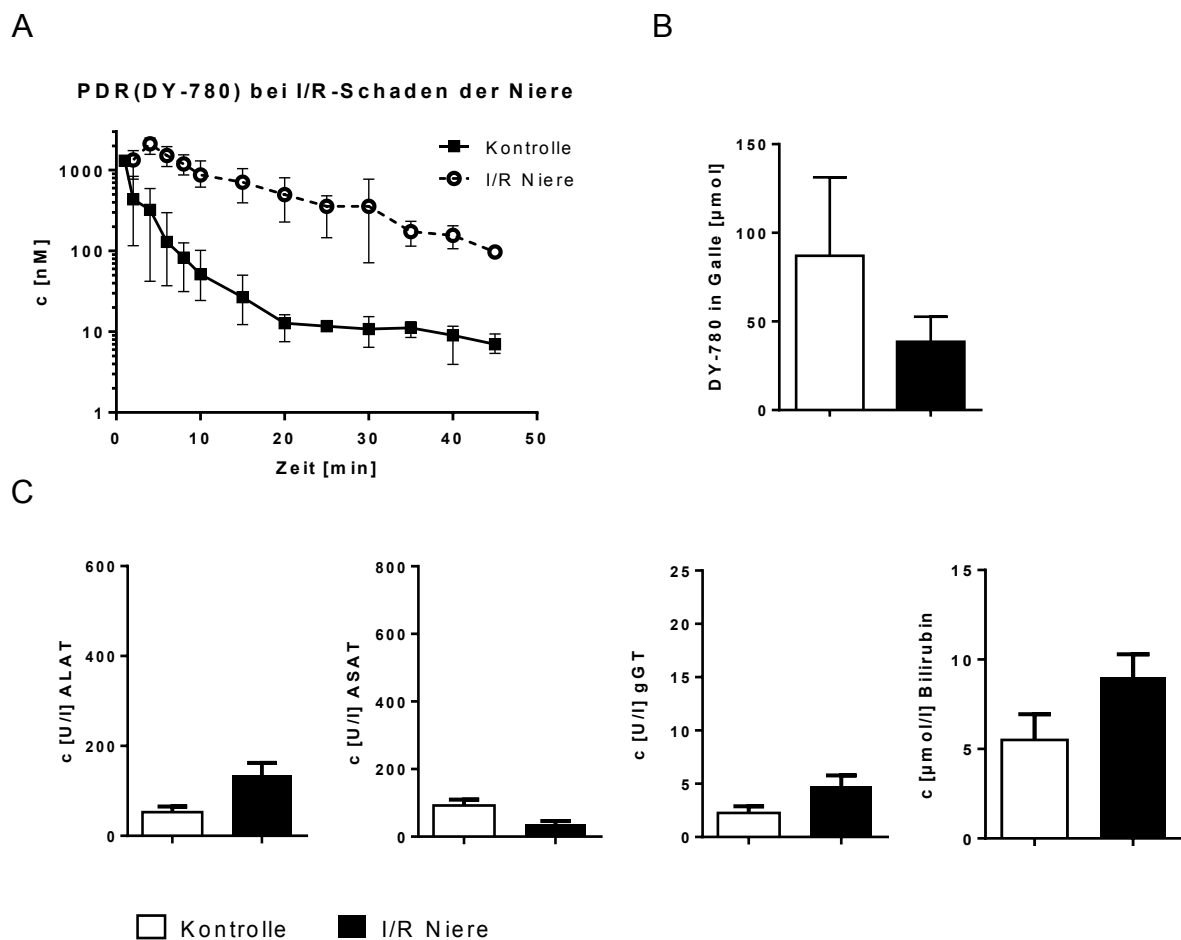 A
B
PDR(DY-780) bei I/R-Schaden der Niere
1000
100
10
1
c [nM]
Kontrolle
I/R Niere
0 10 20 30 40 50
Zeit [min]
150
100
50
0
DY-780 in Galle [µmol]
C
600
400
200
0
c [U/l] ALAT
800
600
400
200
0
c [U/l] ASAT
25
20
15
10
5
0
c [U/l] gGT
15
10
5
0
c [µmol/l] Bilirubin
Kontrolle I/R Niere